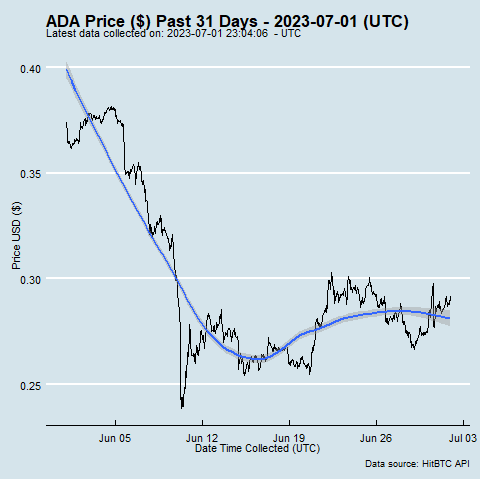 ADA Price ($) Past 31 Days - 2023-07-01 (UTC)
Latest data collected on: 2023-07-01 23:04:06 - UTC
0.40
0.35
0.30
0.25
Price USD ($)
Jun 05
Jun 12
Jun 19
Jun 26
Jul 03
Date Time Collected (UTC)
Data source: HitBTC API